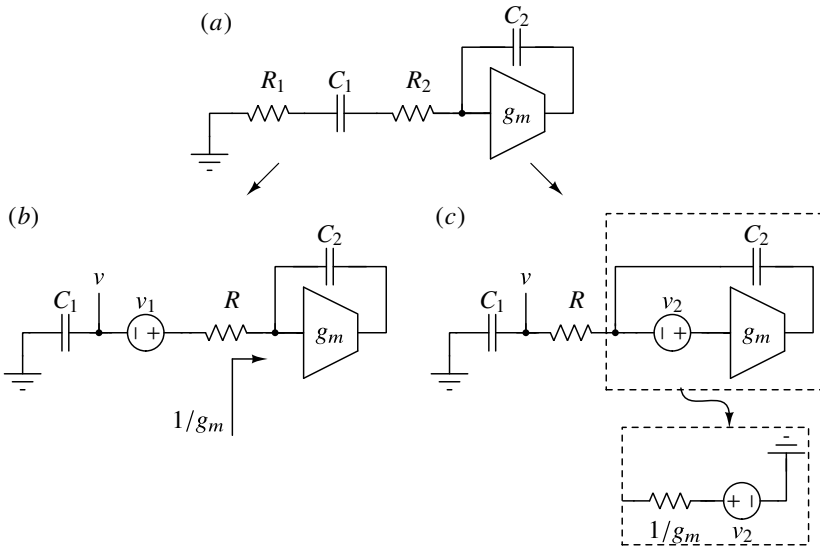 (a)
C₂
R₁
C₁
R₂
gₘ
(b)
C₂
v
C₁
v₁
R
gₘ
1/gₘ
(c)
C₂
v
C₁
R
v₂
gₘ
1/gₘ
v₂